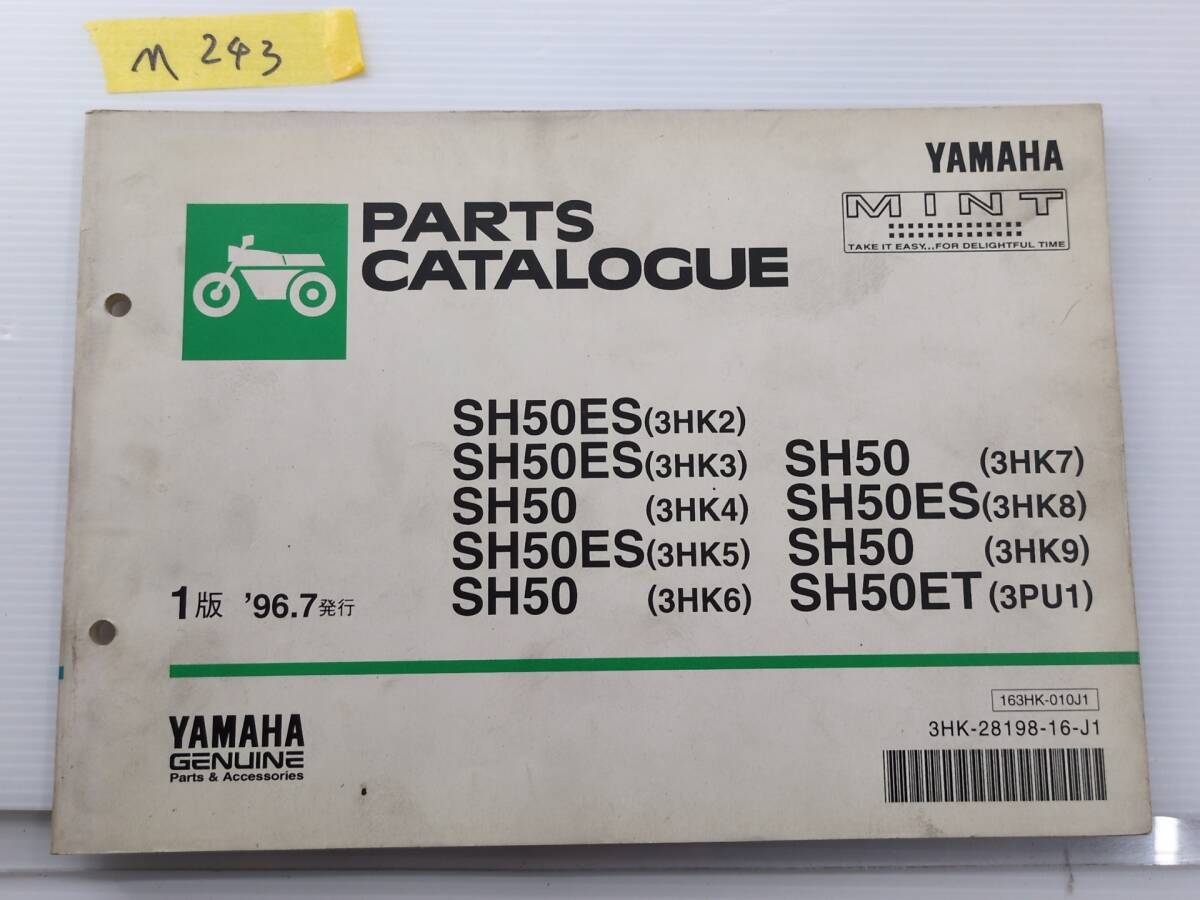 M 243
YAMAHA
MINT
TAKE IT EASY...FOR DELIGHTFUL TIME
PARTS
CATALOGUE
SH50ES(3HK2)
SH50ES(3HK3)
SH50 (3HK4)
SH50ES(3HK5)
SH50 (3HK6)
SH50 (3HK7)
SH50ES(3HK8)
SH50 (3HK9)
SH50ET (3PU1)
1版 '96.7発行
YAMAHA
GENUINE
Parts & Accessories
163HK-010J1
3HK-28198-16-J1